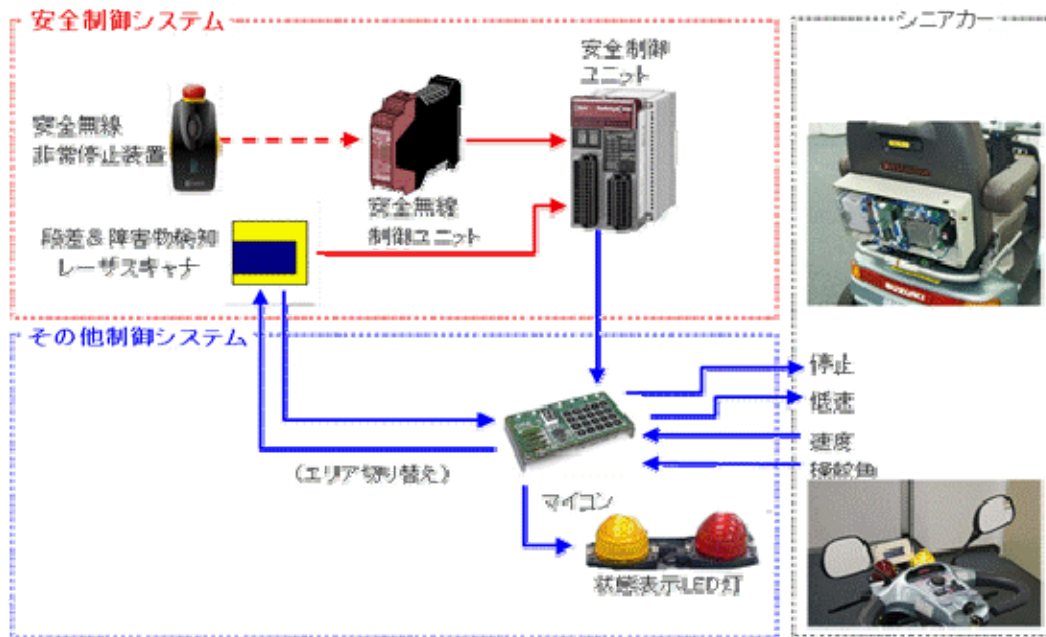 安全制御システム
シニアカー
安全制御
ユニット
安全無線
非常停止装置
安全無線
制御ユニット
段差&障害物検知
レーザスキャナ
SUZUKI
その他制御システム
停止
低速
速度
操舵角
(エリア切り替え)
マイコン
状態表示LED灯